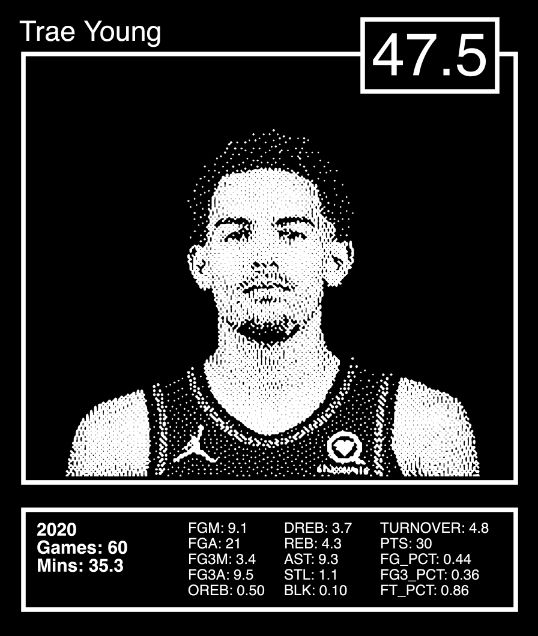 Trae Young
47.5
2020
Games: 60
Mins: 35.3
FGM: 9.1
FGA: 21
FG3M: 3.4
FG3A: 9.5
OREB: 0.50
DREB: 3.7
REB: 4.3
AST: 9.3
STL: 1.1
BLK: 0.10
TURNOVER: 4.8
PTS: 30
FG_PCT: 0.44
FG3_PCT: 0.36
FT_PCT: 0.86